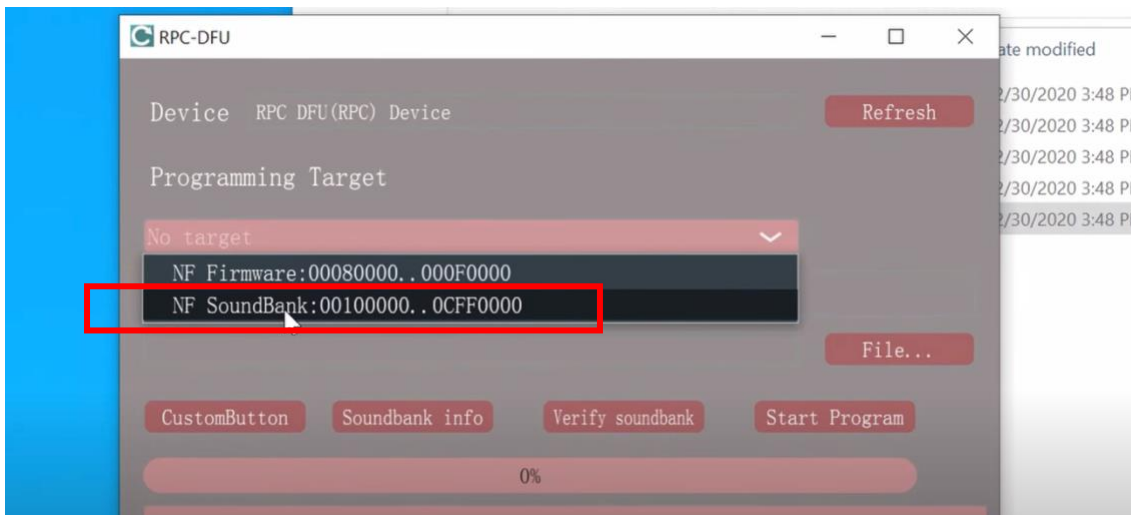 RPC-DFU
ate modified
Device RPC DFU(RPC) Device
Refresh
2/30/2020 3:48 P
2/30/2020 3:48 P
2/30/2020 3:48 P
2/30/2020 3:48 P
2/30/2020 3:48 P
Programming Target
No target
NF Firmware:00080000..000F0000
NF SoundBank:00100000..0CFF0000
File...
CustomButton
Soundbank info
Verify soundbank
Start Program
0%